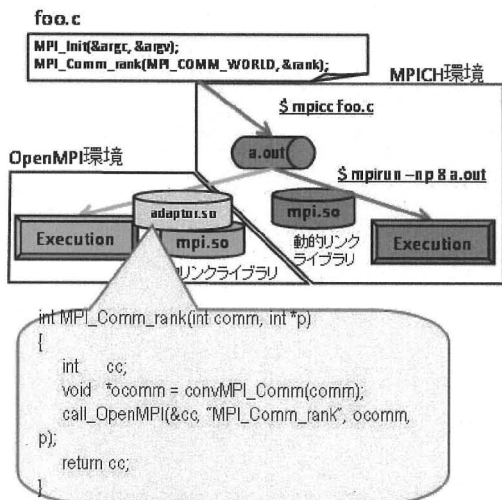 foo.c
MPI_Init(&argc, &argv);
MPI_Comm_rank(MPI_COMM_WORLD, &rank);
MPICH環境
$ mpicc foo.c
a.out
OpenMPI環境
$ mpirun –np 8 a.out
adaptor.so
mpi.so
mpi.so
Execution
動的リンク
ライブラリ
Execution
リンクライブラリ
int MPI_Comm_rank(int comm, int *p)
{
int cc;
void *ocomm = convMPI_Comm(comm);
call_OpenMPI(&cc, "MPI_Comm_rank", ocomm,
p);
return cc;
}